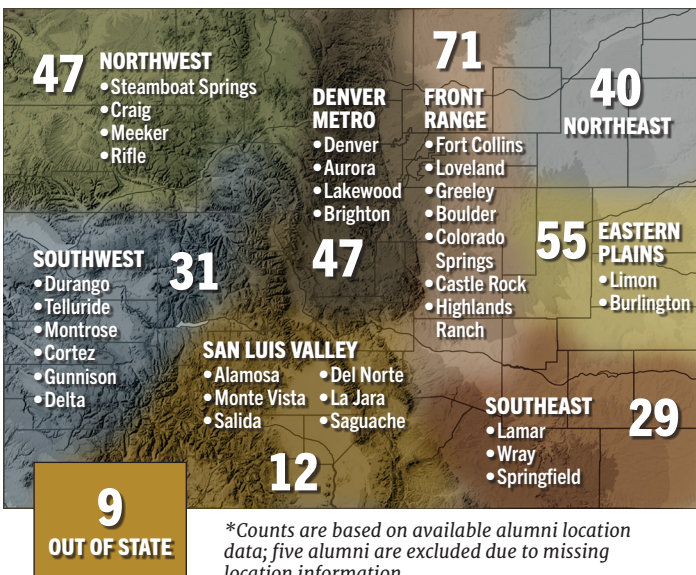 47
NORTHWEST
•Steamboat Springs
•Craig
•Meeker
•Rifle
DENVER
METRO
•Denver
•Aurora
•Lakewood
•Brighton
47
71
FRONT
RANGE
•Fort Collins
•Loveland
•Greeley
•Boulder
•Colorado
Springs
•Castle Rock
•Highlands
Ranch
40
NORTHEAST
55
EASTERN
PLAINS
•Limon
•Burlington
SOUTHWEST
•Durango
•Telluride
•Montrose
•Cortez
•Gunnison
•Delta
31
SAN LUIS VALLEY
•Alamosa
•Monte Vista
•Salida
•Del Norte
•La Jara
•Saguache
12
SOUTHEAST
•Lamar
•Wray
•Springfield
29
9
OUT OF STATE
*Counts are based on available alumni location
data; five alumni are excluded due to missing
location information